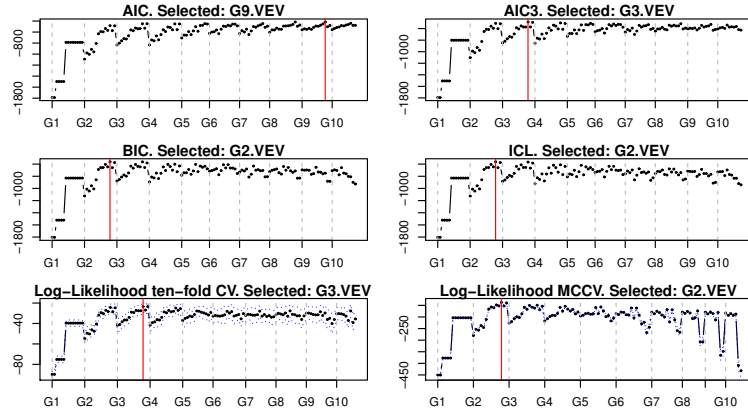 AIC. Selected: G9.VEV
−800
−1800
G1 G2 G3 G4 G5 G6 G7 G8 G9 G10
AIC3. Selected: G3.VEV
−1000
−1800
G1 G2 G3 G4 G5 G6 G7 G8 G9 G10
BIC. Selected: G2.VEV
−1000
−1800
G1 G2 G3 G4 G5 G6 G7 G8 G9 G10
ICL. Selected: G2.VEV
−1000
−1800
G1 G2 G3 G4 G5 G6 G7 G8 G9 G10
Log−Likelihood ten−fold CV. Selected: G3.VEV
−40
−80
G1 G2 G3 G4 G5 G6 G7 G8 G9 G10
Log−Likelihood MCCV. Selected: G2.VEV
−250
−450
G1 G2 G3 G4 G5 G6 G7 G8 G9 G10